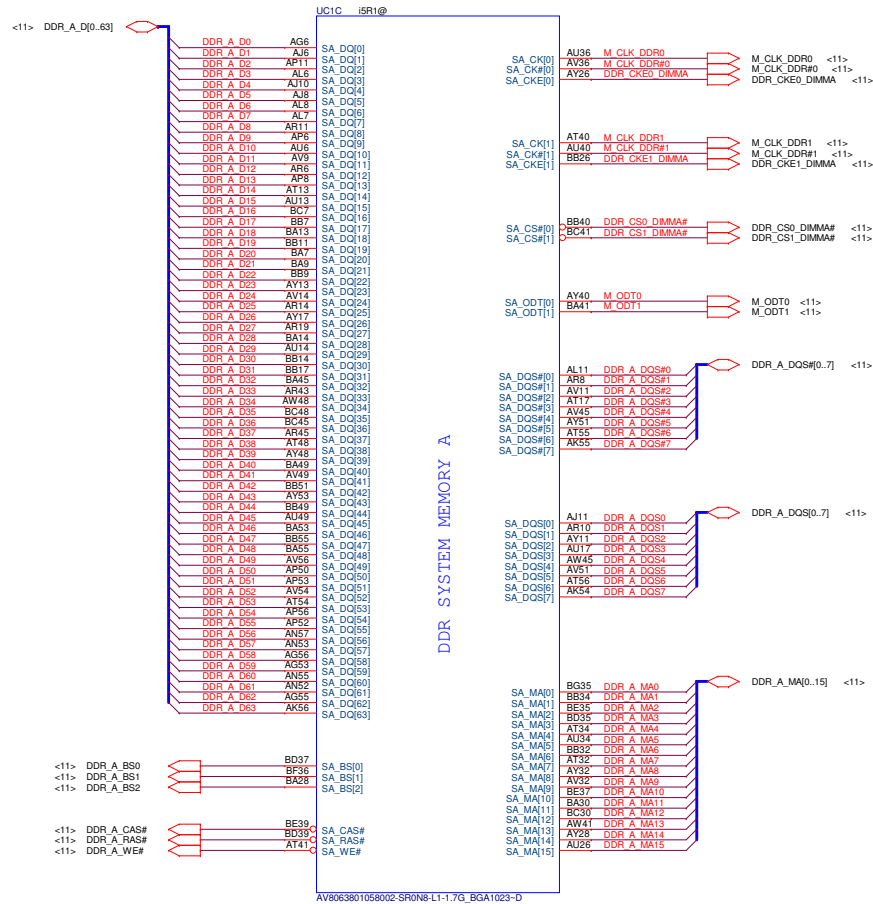 UC1C i5R1@
<11> DDR_A_D[0..63]
DDR_A_D0 AG6 SA_DQ[0]
DDR_A_D1 AJ6 SA_DQ[1]
DDR_A_D2 AP11 SA_DQ[2]
DDR_A_D3 AL6 SA_DQ[3]
DDR_A_D4 AJ10 SA_DQ[4]
DDR_A_D5 AJ8 SA_DQ[5]
DDR_A_D6 AL8 SA_DQ[6]
DDR_A_D7 AL7 SA_DQ[7]
DDR_A_D8 AR11 SA_DQ[8]
DDR_A_D9 AP6 SA_DQ[9]
DDR_A_D10 AU6 SA_DQ[10]
DDR_A_D11 AV9 SA_DQ[11]
DDR_A_D12 AR6 SA_DQ[12]
DDR_A_D13 AP8 SA_DQ[13]
DDR_A_D14 AT13 SA_DQ[14]
DDR_A_D15 AU13 SA_DQ[15]
DDR_A_D16 BC7 SA_DQ[16]
DDR_A_D17 BB7 SA_DQ[17]
DDR_A_D18 BA13 SA_DQ[18]
DDR_A_D19 BB11 SA_DQ[19]
DDR_A_D20 BA7 SA_DQ[20]
DDR_A_D21 BA9 SA_DQ[21]
DDR_A_D22 BB9 SA_DQ[22]
DDR_A_D23 AY13 SA_DQ[23]
DDR_A_D24 AV14 SA_DQ[24]
DDR_A_D25 AR14 SA_DQ[25]
DDR_A_D26 AY17 SA_DQ[26]
DDR_A_D27 AR19 SA_DQ[27]
DDR_A_D28 BA14 SA_DQ[28]
DDR_A_D29 AU14 SA_DQ[29]
DDR_A_D30 BB14 SA_DQ[30]
DDR_A_D31 BB17 SA_DQ[31]
DDR_A_D32 BA45 SA_DQ[32]
DDR_A_D33 AR43 SA_DQ[33]
DDR_A_D34 AW48 SA_DQ[34]
DDR_A_D35 BC48 SA_DQ[35]
DDR_A_D36 BC45 SA_DQ[36]
DDR_A_D37 AR45 SA_DQ[37]
DDR_A_D38 AT48 SA_DQ[38]
DDR_A_D39 AY48 SA_DQ[39]
DDR_A_D40 BA49 SA_DQ[40]
DDR_A_D41 AV49 SA_DQ[41]
DDR_A_D42 BB51 SA_DQ[42]
DDR_A_D43 AY53 SA_DQ[43]
DDR_A_D44 BB49 SA_DQ[44]
DDR_A_D45 AU49 SA_DQ[45]
DDR_A_D46 BA53 SA_DQ[46]
DDR_A_D47 BB55 SA_DQ[47]
DDR_A_D48 BA55 SA_DQ[48]
DDR_A_D49 AV56 SA_DQ[49]
DDR_A_D50 AP50 SA_DQ[50]
DDR_A_D51 AP53 SA_DQ[51]
DDR_A_D52 AV54 SA_DQ[52]
DDR_A_D53 AT54 SA_DQ[53]
DDR_A_D54 AP56 SA_DQ[54]
DDR_A_D55 AP52 SA_DQ[55]
DDR_A_D56 AN57 SA_DQ[56]
DDR_A_D57 AN53 SA_DQ[57]
DDR_A_D58 AG56 SA_DQ[58]
DDR_A_D59 AG53 SA_DQ[59]
DDR_A_D60 AN55 SA_DQ[60]
DDR_A_D61 AN52 SA_DQ[61]
DDR_A_D62 AG55 SA_DQ[62]
DDR_A_D63 AK56 SA_DQ[63]
<11> DDR_A_BS0 BD37 SA_BS[0]
<11> DDR_A_BS1 BF36 SA_BS[1]
<11> DDR_A_BS2 BA28 SA_BS[2]
<11> DDR_A_CAS# BE39 SA_CAS#
<11> DDR_A_RAS# BD39 SA_RAS#
<11> DDR_A_WE# AT41 SA_WE#
DDR SYSTEM MEMORY A
SA_CK[0] AU36 M_CLK_DDR0 M_CLK_DDR0 <11>
SA_CK#[0] AV36 M_CLK_DDR#0 M_CLK_DDR#0 <11>
SA_CKE[0] AY26 DDR_CKE0_DIMMA DDR_CKE0_DIMMA <11>
SA_CK[1] AT40 M_CLK_DDR1 M_CLK_DDR1 <11>
SA_CK#[1] AU40 M_CLK_DDR#1 M_CLK_DDR#1 <11>
SA_CKE[1] BB26 DDR_CKE1_DIMMA DDR_CKE1_DIMMA <11>
SA_CS#[0] BB40 DDR_CS0_DIMMA# DDR_CS0_DIMMA# <11>
SA_CS#[1] BC41 DDR_CS1_DIMMA# DDR_CS1_DIMMA# <11>
SA_ODT[0] AY40 M_ODT0 M_ODT0 <11>
SA_ODT[1] BA41 M_ODT1 M_ODT1 <11>
DDR_A_DQS#[0..7] <11>
SA_DQS#[0] AL11 DDR_A_DQS#0
SA_DQS#[1] AR8 DDR_A_DQS#1
SA_DQS#[2] AV11 DDR_A_DQS#2
SA_DQS#[3] AT17 DDR_A_DQS#3
SA_DQS#[4] AV45 DDR_A_DQS#4
SA_DQS#[5] AY51 DDR_A_DQS#5
SA_DQS#[6] AT55 DDR_A_DQS#6
SA_DQS#[7] AK55 DDR_A_DQS#7
DDR_A_DQS[0..7] <11>
SA_DQS[0] AJ11 DDR_A_DQS0
SA_DQS[1] AR10 DDR_A_DQS1
SA_DQS[2] AY11 DDR_A_DQS2
SA_DQS[3] AU17 DDR_A_DQS3
SA_DQS[4] AW45 DDR_A_DQS4
SA_DQS[5] AV51 DDR_A_DQS5
SA_DQS[6] AT56 DDR_A_DQS6
SA_DQS[7] AK54 DDR_A_DQS7
DDR_A_MA[0..15] <11>
SA_MA[0] BG35 DDR_A_MA0
SA_MA[1] BB34 DDR_A_MA1
SA_MA[2] BE35 DDR_A_MA2
SA_MA[3] BD35 DDR_A_MA3
SA_MA[4] AT34 DDR_A_MA4
SA_MA[5] AU34 DDR_A_MA5
SA_MA[6] BB32 DDR_A_MA6
SA_MA[7] AT32 DDR_A_MA7
SA_MA[8] AY32 DDR_A_MA8
SA_MA[9] AV32 DDR_A_MA9
SA_MA[10] BE37 DDR_A_MA10
SA_MA[11] BA30 DDR_A_MA11
SA_MA[12] BC30 DDR_A_MA12
SA_MA[13] AW41 DDR_A_MA13
SA_MA[14] AY28 DDR_A_MA14
SA_MA[15] AU26 DDR_A_MA15
AV8063801058002-SR0N8-L1-1.7G_BGA1023~D